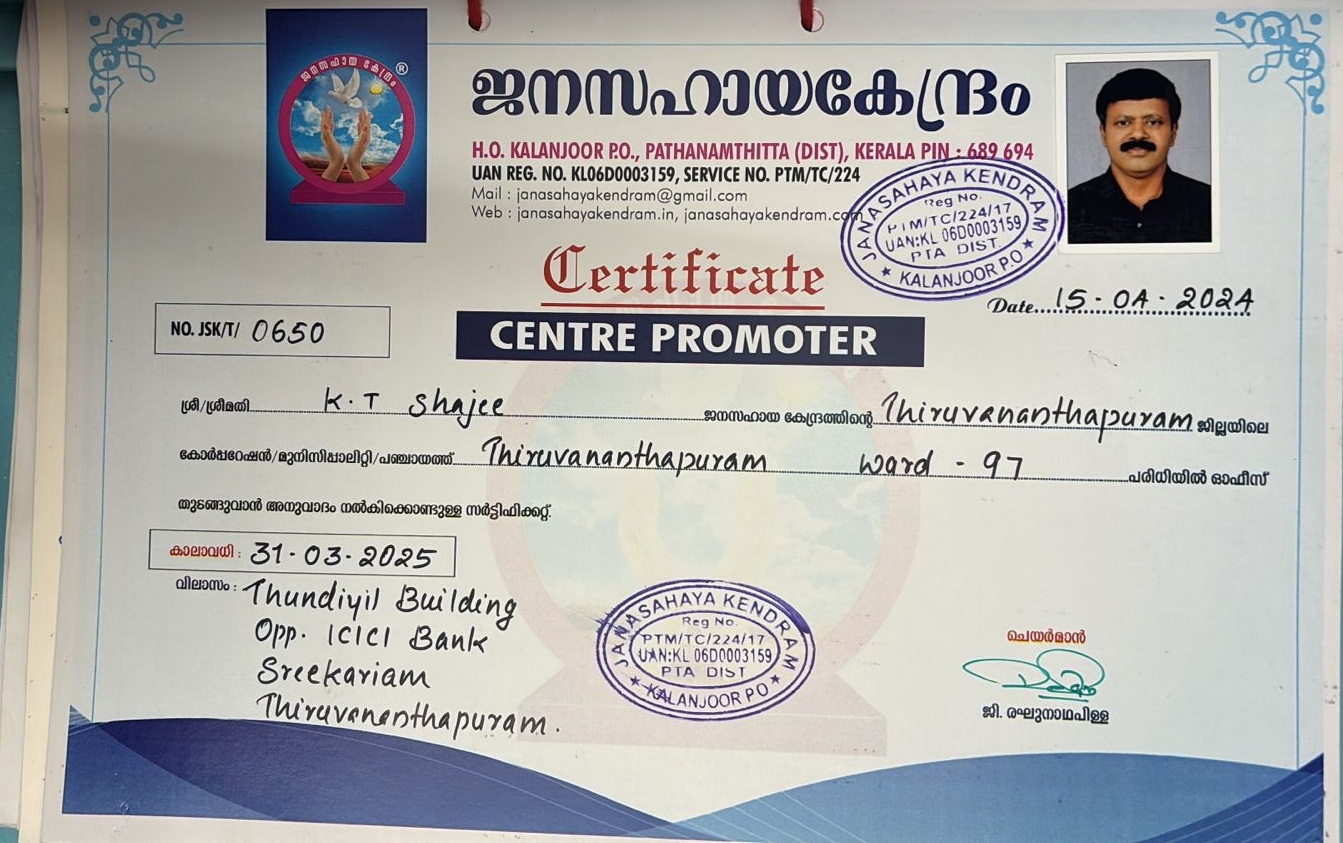 ജനസഹായ കേന്ദ്രം ®
ജനസഹായകേന്ദ്രം
H.O. KALANJOOR P.O., PATHANAMTHITTA (DIST), KERALA PIN : 689 694
UAN REG. NO. KL06D0003159, SERVICE NO. PTM/TC/224
Mail : janasahayakendram@gmail.com
Web : janasahayakendram.in, janasahayakendram.com
JANASAHAYA KENDRAM
Reg No.
PTM/TC/224/17
UAN:KL 06D0003159
PTA DIST.
★ KALANJOOR P.O ★
Certificate
Date....15-04-2024
NO. JSK/T/ 0650
CENTRE PROMOTER
ശ്രീ/ശ്രീമതി K.T Shajee ജനസഹായ കേന്ദ്രത്തിന്റെ Thiruvananthapuram ജില്ലയിലെ
കോർപ്പറേഷൻ/മുനിസിപ്പാലിറ്റി/പഞ്ചായത്ത് Thiruvananthapuram Ward - 97 പരിധിയിൽ ഓഫീസ്
തുടങ്ങുവാൻ അനുവാദം നൽകിക്കൊണ്ടുള്ള സർട്ടിഫിക്കറ്റ്.
കാലാവധി : 31-03-2025
വിലാസം : Thundiyil Building
Opp. ICICI Bank
Sreekariam
Thiruvananthapuram.
JANASAHAYA KENDRAM
Reg No.
PTM/TC/224/17
UAN:KL 06D0003159
PTA DIST
★ KALANJOOR PO ★
ചെയർമാൻ
ജി. രഘുനാഥപിള്ള